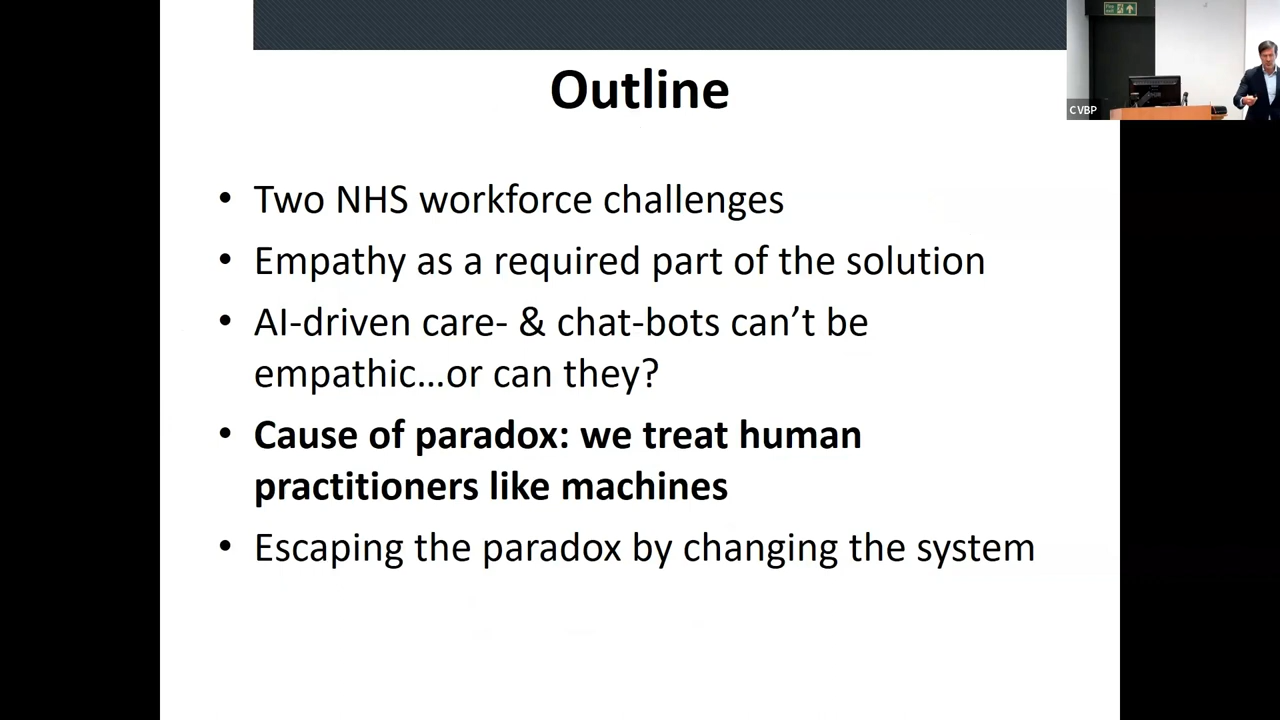 Outline
• Two NHS workforce challenges
• Empathy as a required part of the solution
• AI-driven care- & chat-bots can’t be
empathic...or can they?
• Cause of paradox: we treat human
practitioners like machines
• Escaping the paradox by changing the system
CVBP